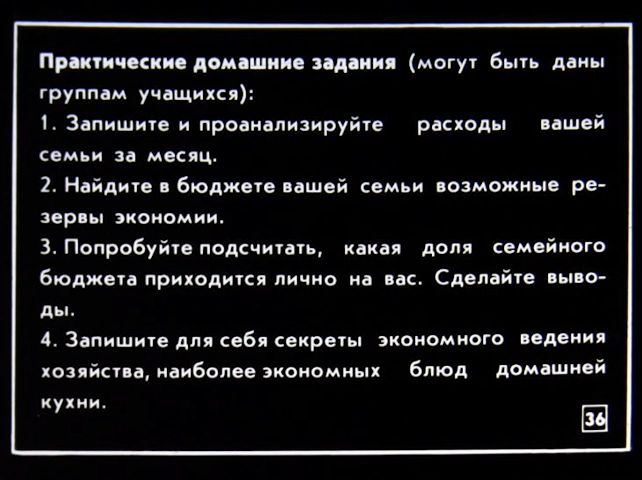 Практические домашние задания (могут быть даны
группам учащихся):
1. Запишите и проанализируйте расходы вашей
семьи за месяц.
2. Найдите в бюджете вашей семьи возможные ре-
зервы экономии.
3. Попробуйте подсчитать, какая доля семейного
бюджета приходится лично на вас. Сделайте выво-
ды.
4. Запишите для себя секреты экономного ведения
хозяйства, наиболее экономных блюд домашней
кухни.
36